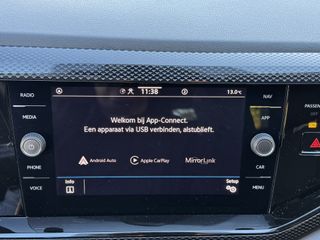 RADIO
11:38
13.0°C
NAV
MEDIA
APP
PASSEN
Welkom bij App-Connect.
Een apparaat via USB verbinden, alstublieft.
PHONE
CAR
Android Auto
Apple CarPlay
MirrorLink
VOICE
Info
Setup
MENU